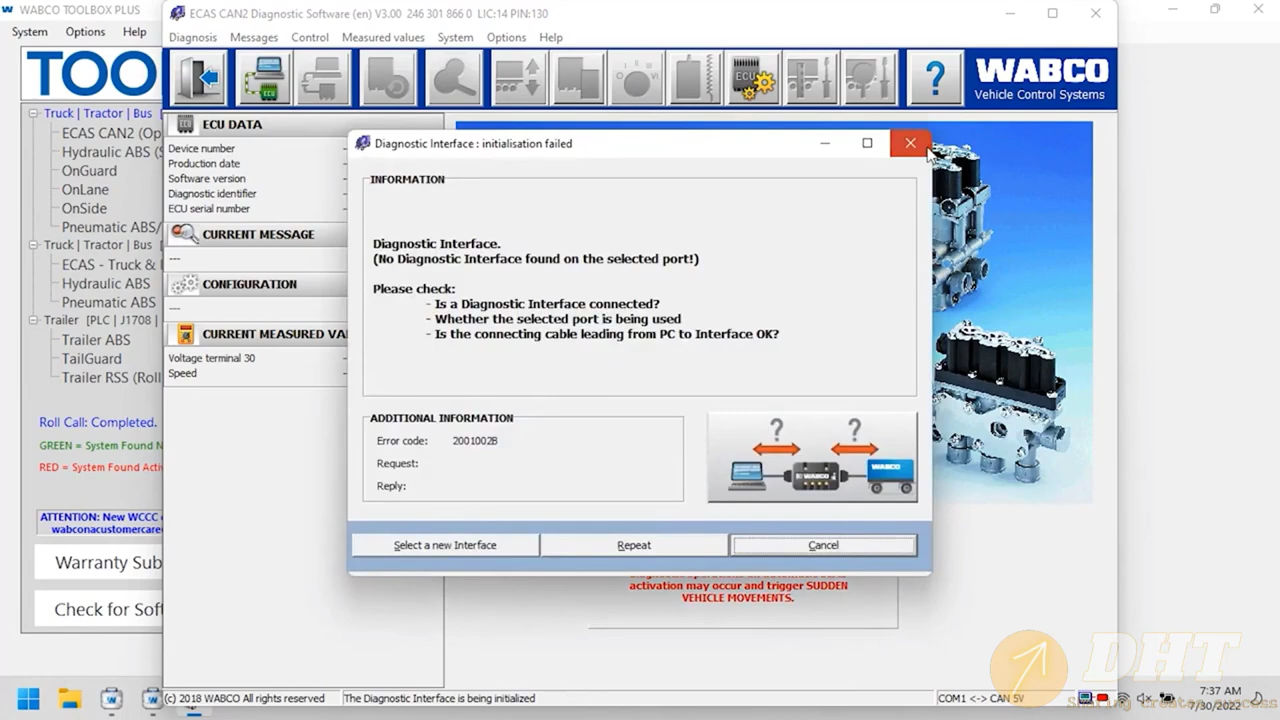 WABCO TOOLBOX PLUS
System Options Help
TOO
Truck | Tractor | Bus [
ECAS CAN2 (Op
Hydraulic ABS (S
OnGuard
OnLane
OnSide
Pneumatic ABS/
Truck | Tractor | Bus [
ECAS - Truck & 
Hydraulic ABS
Pneumatic ABS
Trailer [PLC | J1708 |
Trailer ABS
TailGuard
Trailer RSS (Roll
Roll Call: Completed.
GREEN = System Found N
RED = System Found Activ
ATTENTION: New WCCC
wabconacustomercare
Warranty Sub
Check for Soft
ECAS CAN2 Diagnostic Software (en) V3.00 246 301 866 0 LIC:14 PIN:130
Diagnosis Messages Control Measured values System Options Help
ECU
?
WABCO
Vehicle Control Systems
ECU DATA
Device number -
Production date -
Software version -
Diagnostic identifier -
ECU serial number -
CURRENT MESSAGE
---
CONFIGURATION
---
CURRENT MEASURED VA
Voltage terminal 30 -
Speed -
Diagnostic Interface : initialisation failed
INFORMATION
Diagnostic Interface.
(No Diagnostic Interface found on the selected port!)
Please check:
- Is a Diagnostic Interface connected?
- Whether the selected port is being used
- Is the connecting cable leading from PC to Interface OK?
ADDITIONAL INFORMATION
Error code: 2001002B
Request:
Reply:
? ?
WABCO
Select a new Interface Repeat Cancel
activation may occur and trigger SUDDEN
VEHICLE MOVEMENTS.
(c) 2018 WABCO All rights reserved The Diagnostic Interface is being initialized COM1 <-> CAN 5V
DHT
Sharing Creates Success
7:37 AM
7/30/2022